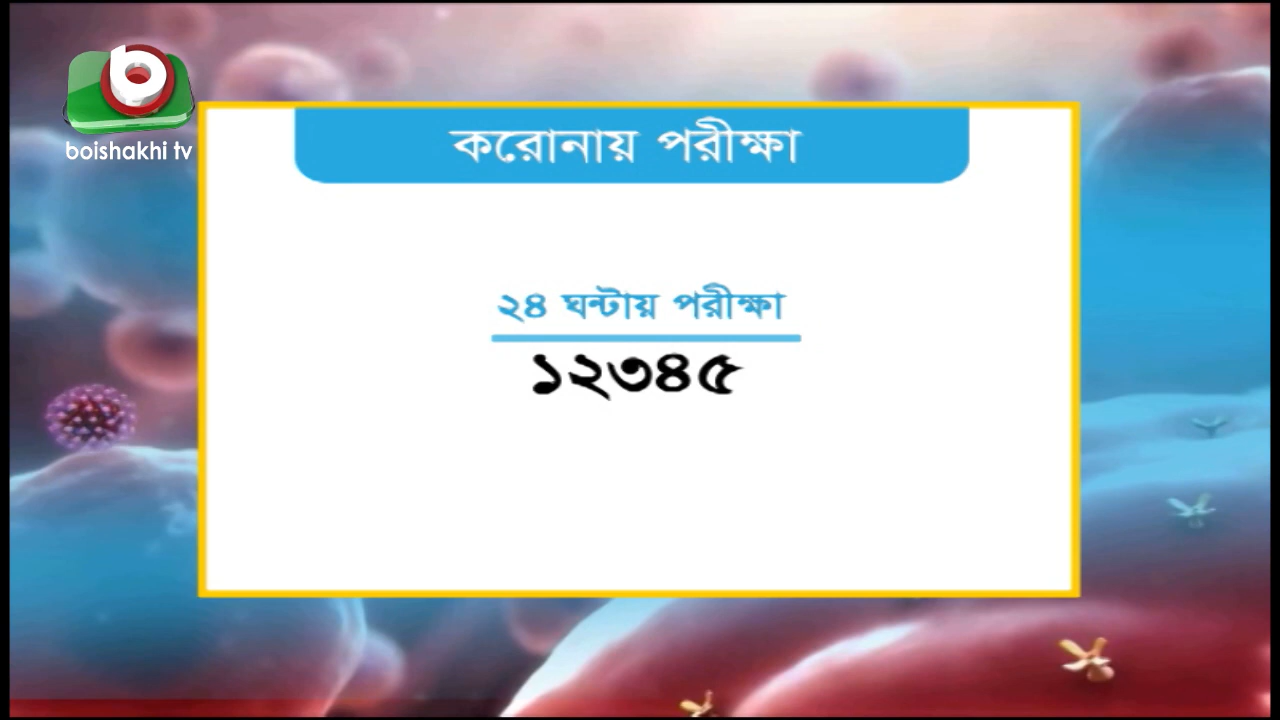 boishakhi tv
করোনায় পরীক্ষা
২৪ ঘন্টায় পরীক্ষা
১২৩৪৫